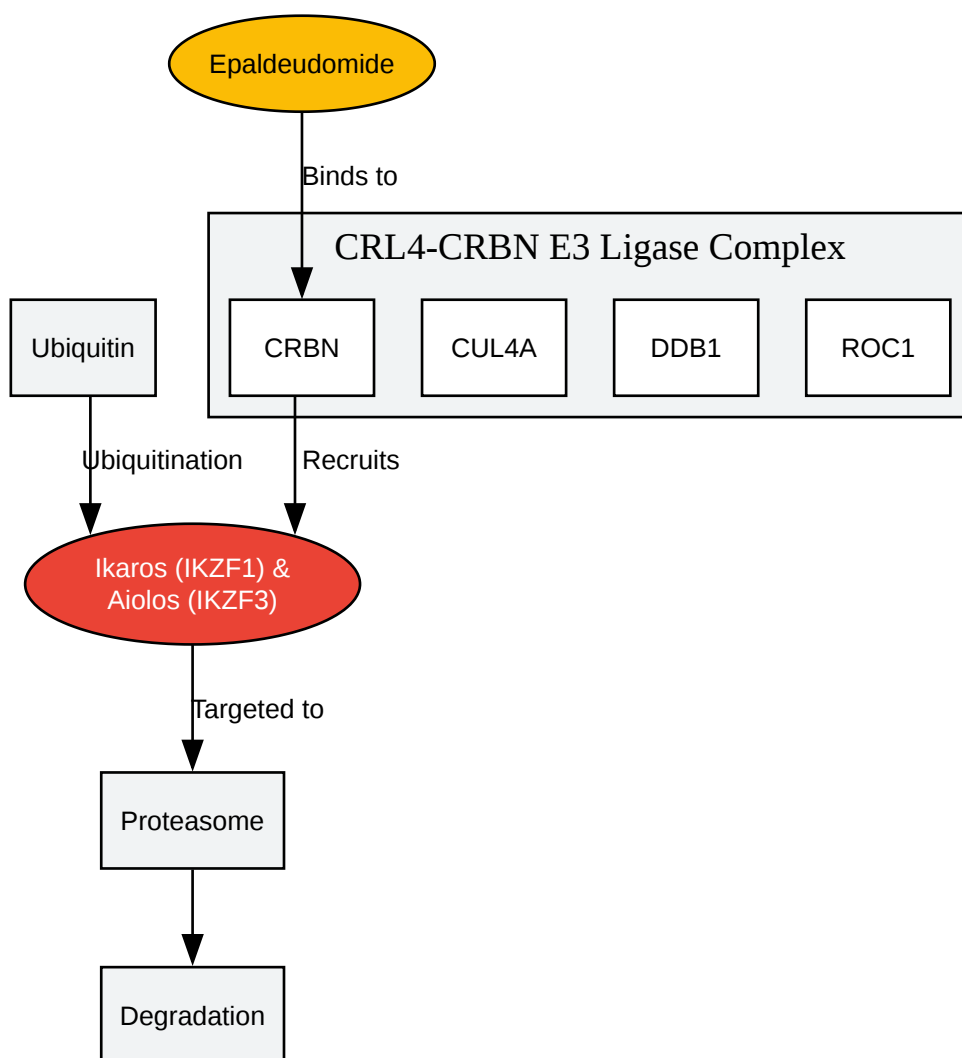 Epaldeudomide
Binds to
CRL4-CRBN E3 Ligase Complex
Ubiquitin
CRBN
CUL4A
DDB1
ROC1
Ubiquitination
Recruits
Ikaros (IKZF1) &
Aiolos (IKZF3)
Targeted to
Proteasome
Degradation